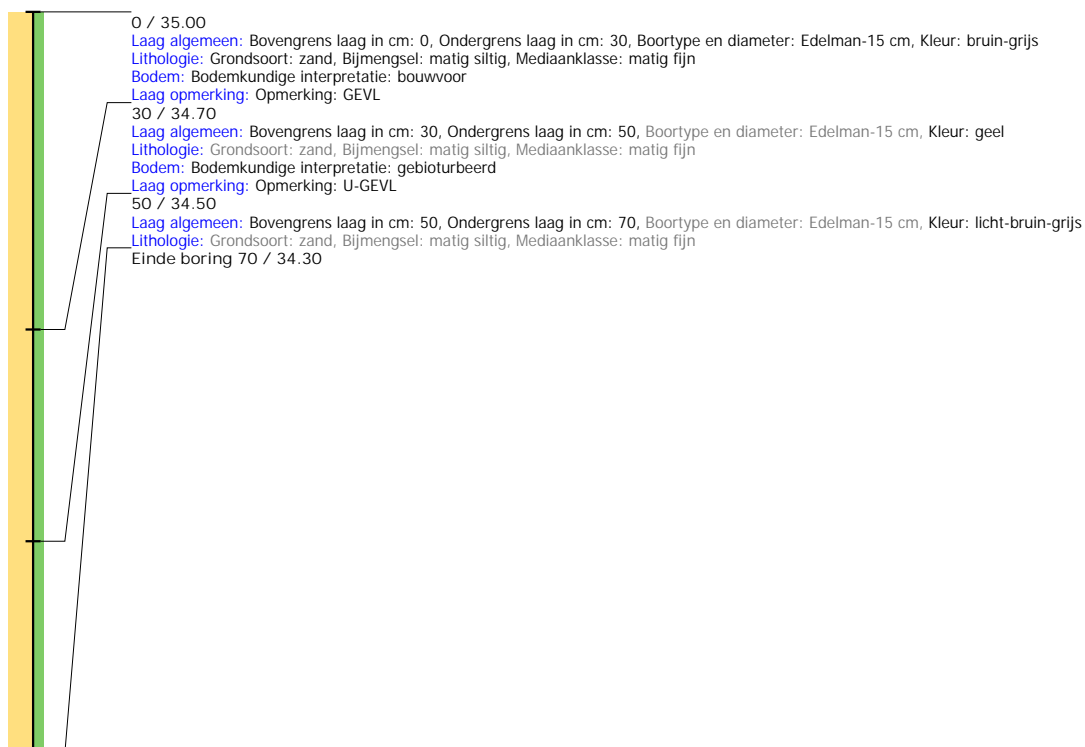 0 / 35.00
Laag algemeen: Bovengrens laag in cm: 0, Ondergrens laag in cm: 30, Boortype en diameter: Edelman-15 cm, Kleur: bruin-grijs
Lithologie: Grondsoort: zand, Bijmengsel: matig siltig, Mediaanklasse: matig fijn
Bodem: Bodemkundige interpretatie: bouwvoor
Laag opmerking: Opmerking: GEVL
30 / 34.70
Laag algemeen: Bovengrens laag in cm: 30, Ondergrens laag in cm: 50, Boortype en diameter: Edelman-15 cm, Kleur: geel
Lithologie: Grondsoort: zand, Bijmengsel: matig siltig, Mediaanklasse: matig fijn
Bodem: Bodemkundige interpretatie: gebioturbeerd
Laag opmerking: Opmerking: U-GEVL
50 / 34.50
Laag algemeen: Bovengrens laag in cm: 50, Ondergrens laag in cm: 70, Boortype en diameter: Edelman-15 cm, Kleur: licht-bruin-grijs
Lithologie: Grondsoort: zand, Bijmengsel: matig siltig, Mediaanklasse: matig fijn
Einde boring 70 / 34.30